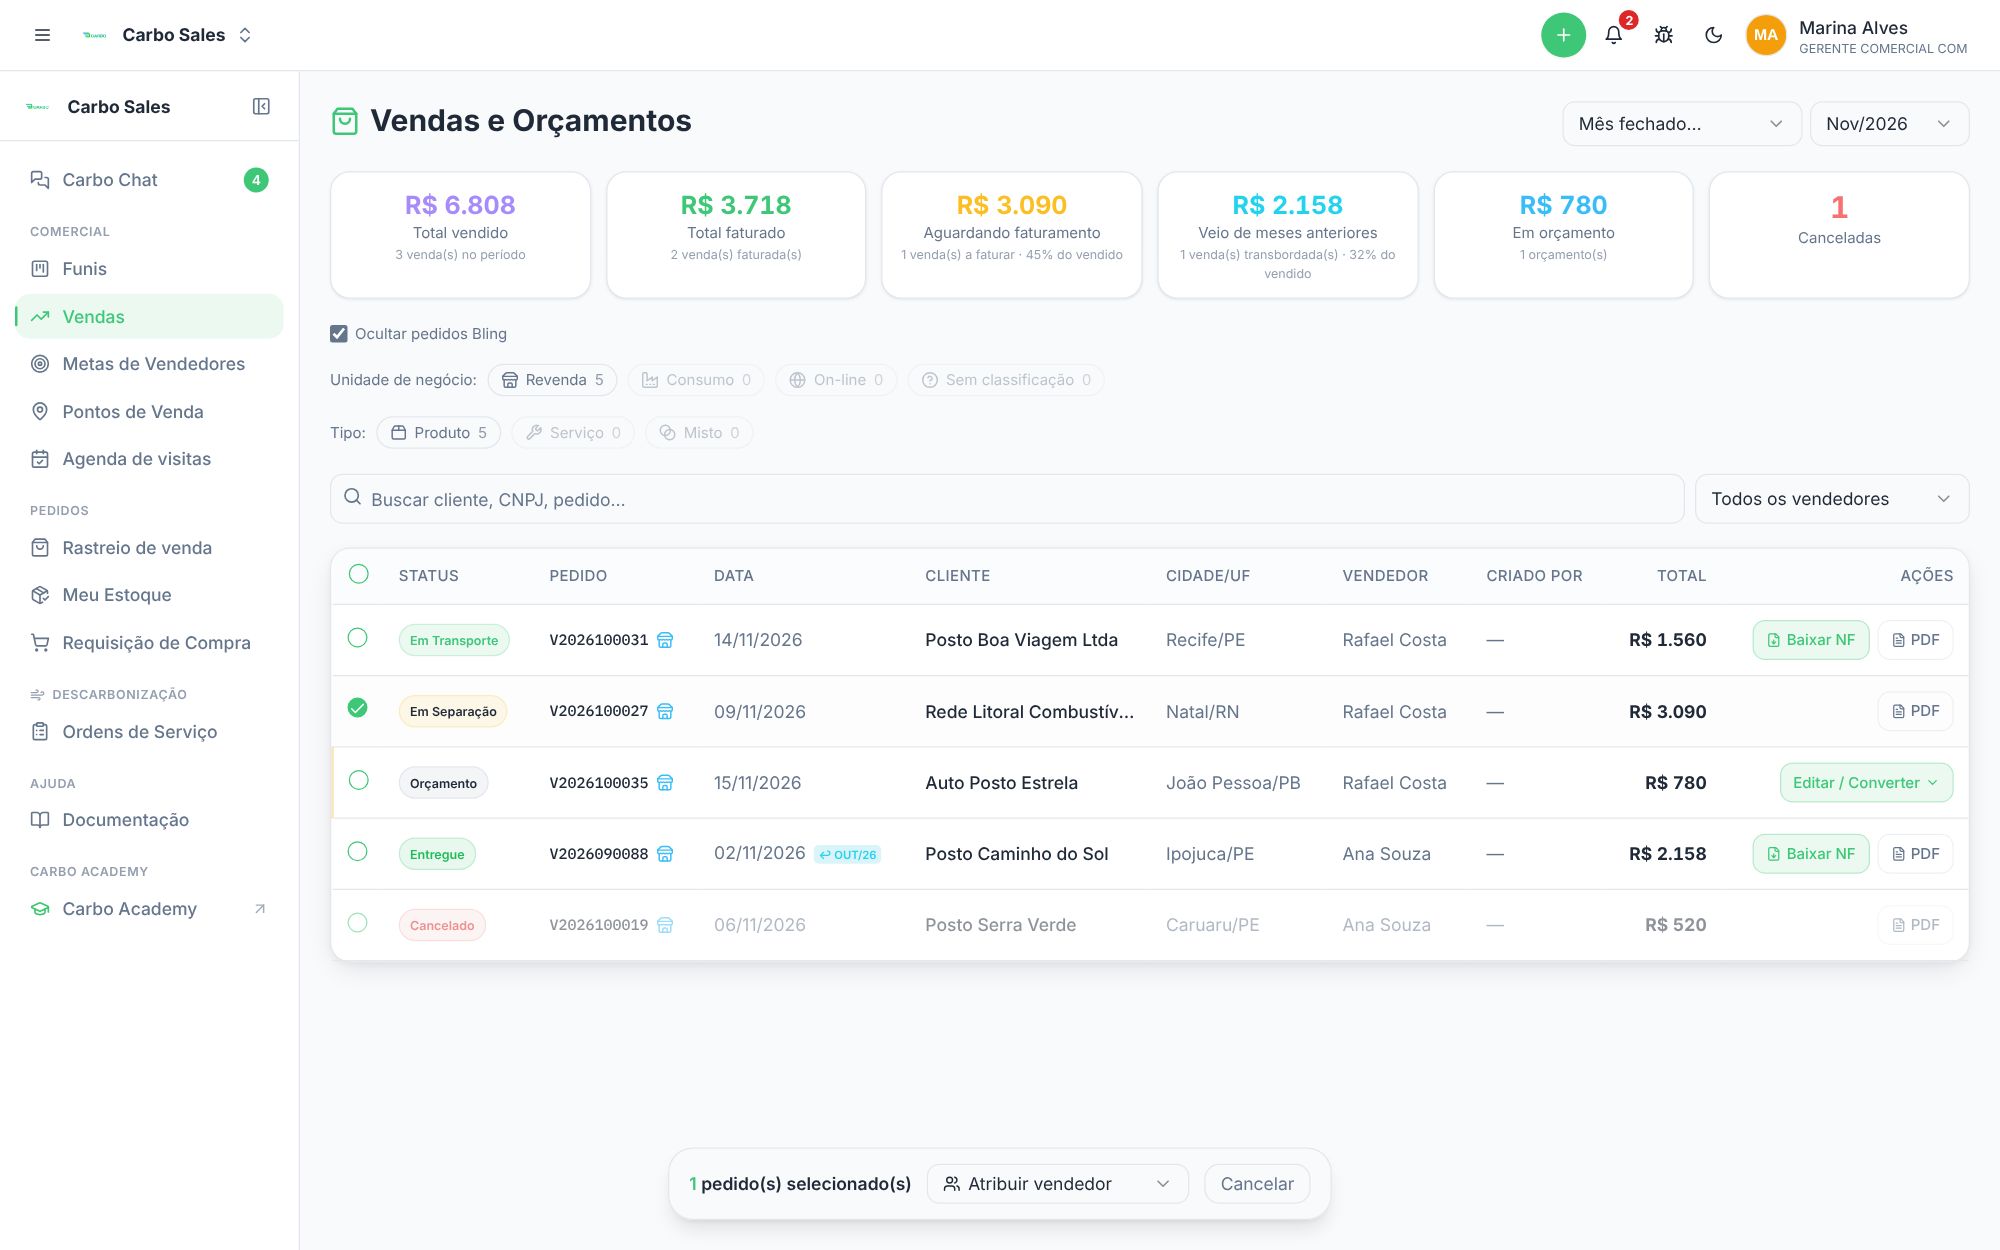 Carbo Sales
2
MA
Marina Alves
GERENTE COMERCIAL COM
Carbo Sales
Carbo Chat 4
COMERCIAL
Funis
Vendas
Metas de Vendedores
Pontos de Venda
Agenda de visitas
PEDIDOS
Rastreio de venda
Meu Estoque
Requisição de Compra
DESCARBONIZAÇÃO
Ordens de Serviço
AJUDA
Documentação
CARBO ACADEMY
Carbo Academy
Vendas e Orçamentos
Mês fechado...
Nov/2026
R$ 6.808
Total vendido
3 venda(s) no período
R$ 3.718
Total faturado
2 venda(s) faturada(s)
R$ 3.090
Aguardando faturamento
1 venda(s) a faturar · 45% do vendido
R$ 2.158
Veio de meses anteriores
1 venda(s) transbordada(s) · 32% do
vendido
R$ 780
Em orçamento
1 orçamento(s)
1
Canceladas
Ocultar pedidos Bling
Unidade de negócio: Revenda 5 Consumo 0 On-line 0 Sem classificação 0
Tipo: Produto 5 Serviço 0 Misto 0
Buscar cliente, CNPJ, pedido...
Todos os vendedores
STATUS PEDIDO DATA CLIENTE CIDADE/UF VENDEDOR CRIADO POR TOTAL AÇÕES
Em Transporte V2026100031 14/11/2026 Posto Boa Viagem Ltda Recife/PE Rafael Costa — R$ 1.560 Baixar NF PDF
Em Separação V2026100027 09/11/2026 Rede Litoral Combustív... Natal/RN Rafael Costa — R$ 3.090 PDF
Orçamento V2026100035 15/11/2026 Auto Posto Estrela João Pessoa/PB Rafael Costa — R$ 780 Editar / Converter
Entregue V2026090088 02/11/2026 OUT/26 Posto Caminho do Sol Ipojuca/PE Ana Souza — R$ 2.158 Baixar NF PDF
Cancelado V2026100019 06/11/2026 Posto Serra Verde Caruaru/PE Ana Souza — R$ 520 PDF
1 pedido(s) selecionado(s) Atribuir vendedor Cancelar